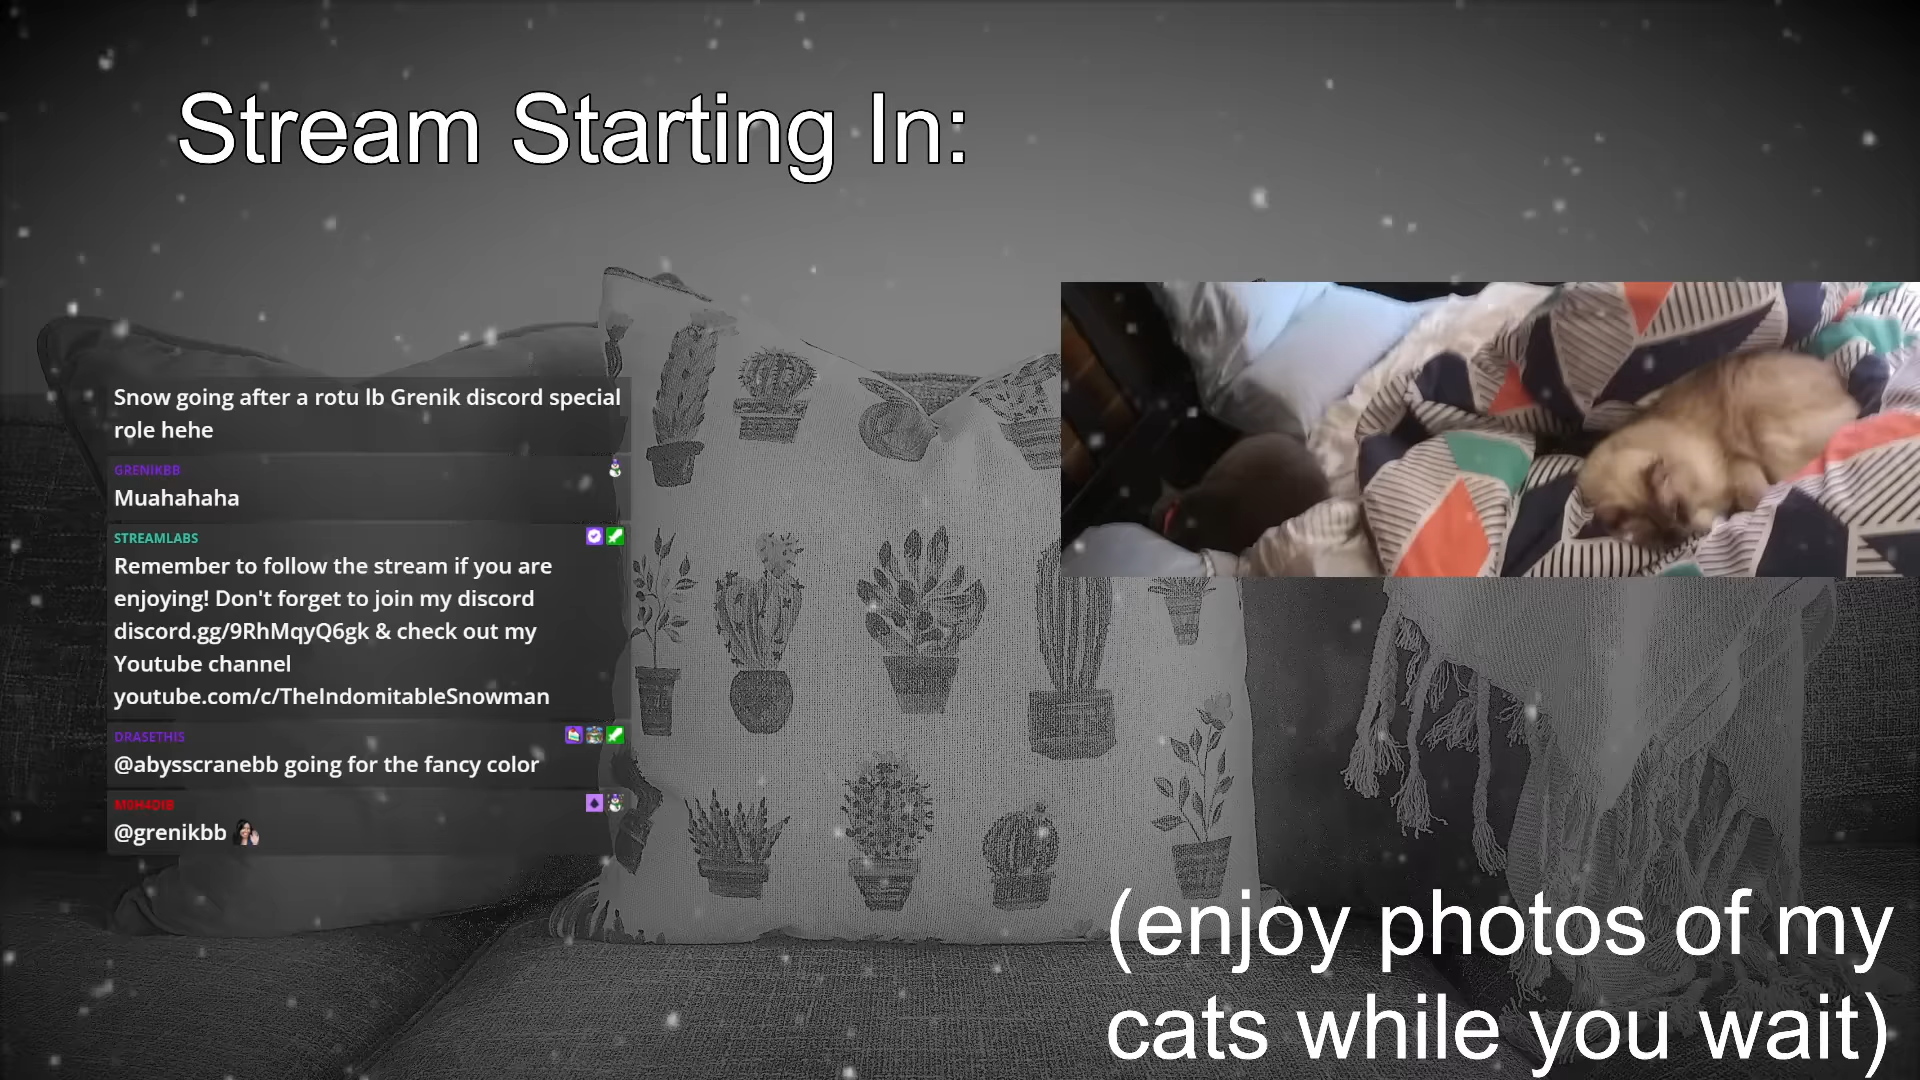 Stream Starting In:
Snow going after a rotu lb Grenik discord special
role hehe
GRENIKBB
Muahahaha
STREAMLABS
Remember to follow the stream if you are
enjoying! Don't forget to join my discord
discord.gg/9RhMqyQ6gk & check out my
Youtube channel
youtube.com/c/TheIndomitableSnowman
DRASETHIS
@abysscranebb going for the fancy color
M0H4DIB
@grenikbb
(enjoy photos of my
cats while you wait)